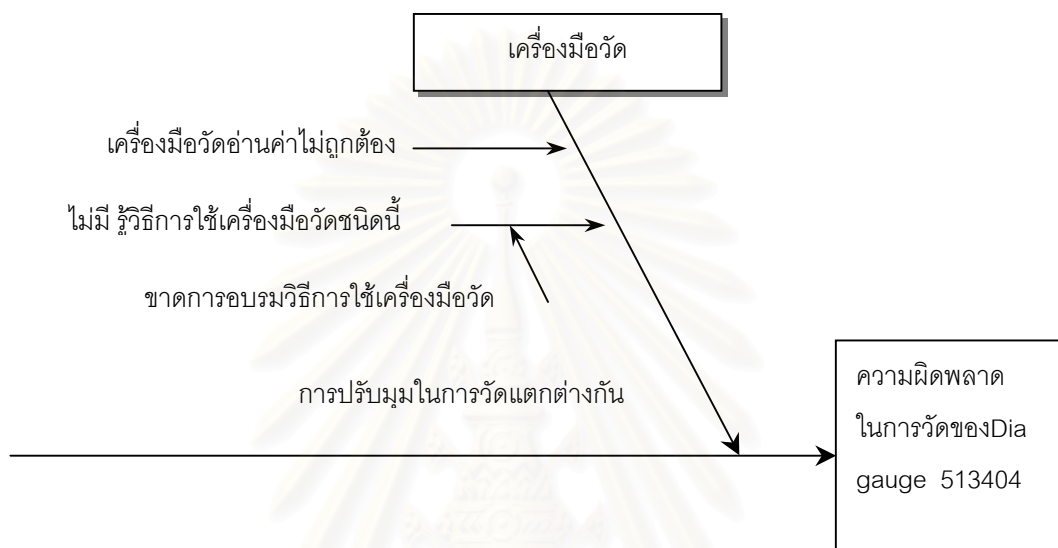 เครื่องมือวัด
เครื่องมือวัดอ่านค่าไม่ถูกต้อง
ไม่มี รู้วิธีการใช้เครื่องมือวัดชนิดนี้
ขาดการอบรมวิธีการใช้เครื่องมือวัด
การปรับมุมในการวัดแตกต่างกัน
ความผิดพลาด
ในการวัดของDia
gauge 513404